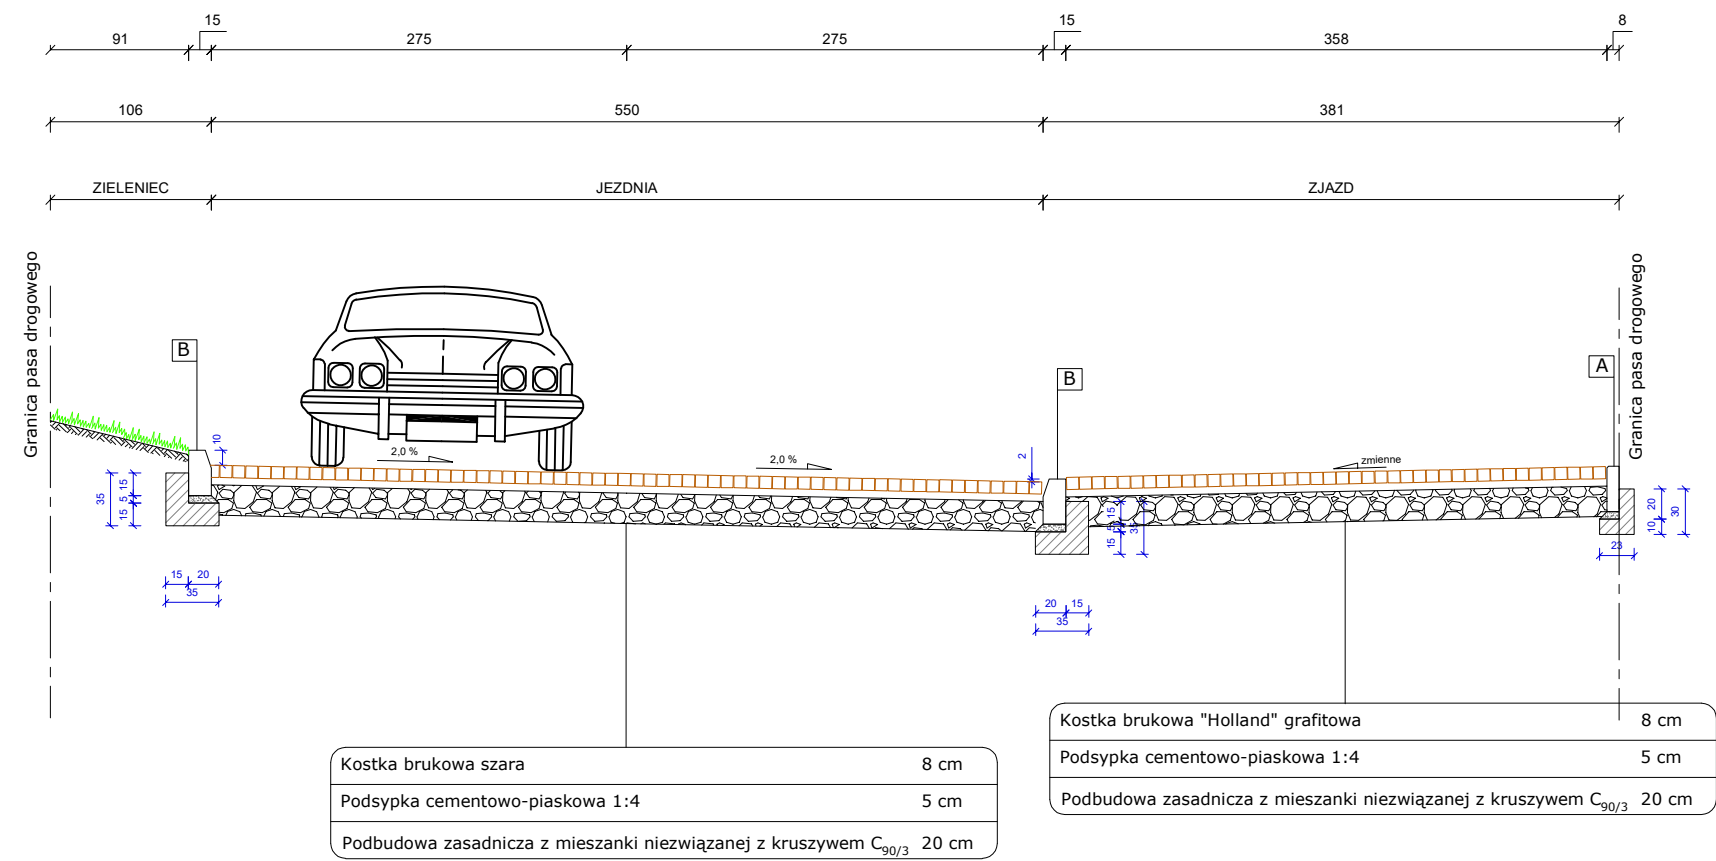 15 15 8
91 275 275 358
106 550 381
ZIELENIEC JEZDNIA ZJAZD
Granica pasa drogowego
Granica pasa drogowego
B
B
A
10
2,0 %
2,0 %
2
zmienne
35
15
5
15
15
5
15
35
20
10
30
23
15 20
35
20 15
35
Kostka brukowa "Holland" grafitowa 8 cm
Podsypka cementowo-piaskowa 1:4 5 cm
Podbudowa zasadnicza z mieszanki niezwiązanej z kruszywem C90/3 20 cm
Kostka brukowa szara 8 cm
Podsypka cementowo-piaskowa 1:4 5 cm
Podbudowa zasadnicza z mieszanki niezwiązanej z kruszywem C90/3 20 cm